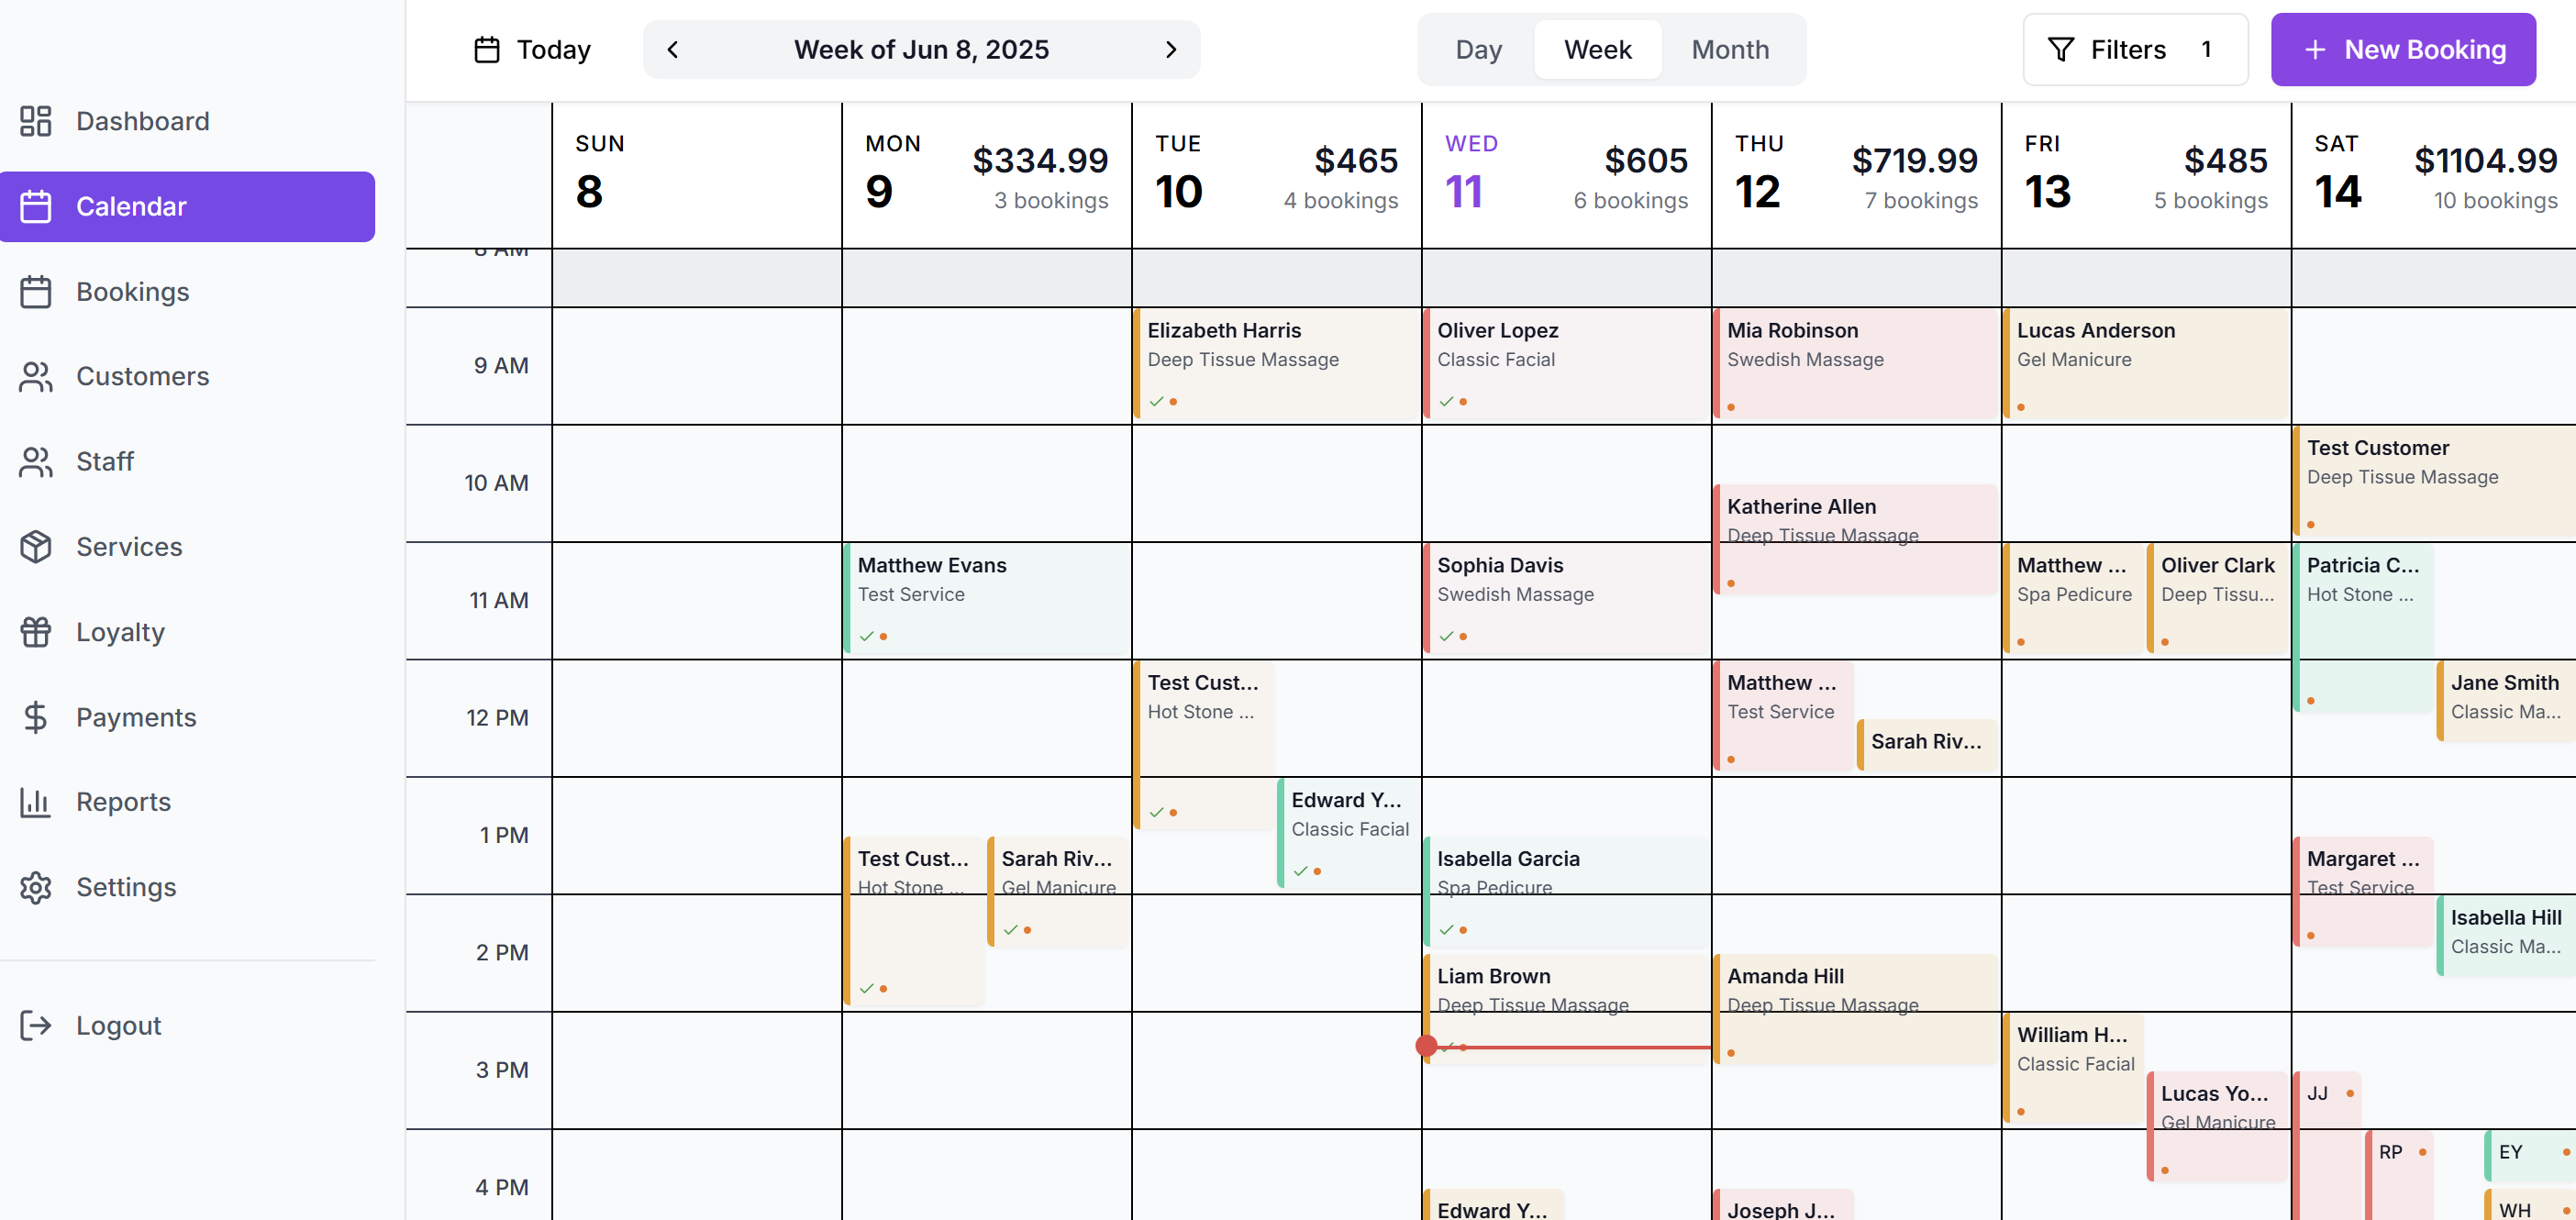 Today
Week of Jun 8, 2025
Day
Week
Month
Filters 1
New Booking
Dashboard
Calendar
Bookings
Customers
Staff
Services
Loyalty
Payments
Reports
Settings
Logout
SUN
8
MON
9
$334.99
3 bookings
TUE
10
$465
4 bookings
WED
11
$605
6 bookings
THU
12
$719.99
7 bookings
FRI
13
$485
5 bookings
SAT
14
$1104.99
10 bookings
8 AM
9 AM
10 AM
11 AM
12 PM
1 PM
2 PM
3 PM
4 PM
Matthew Evans
Test Service
Test Cust...
Hot Stone ...
Sarah Riv...
Gel Manicure
Elizabeth Harris
Deep Tissue Massage
Test Cust...
Hot Stone ...
Edward Y...
Classic Facial
Oliver Lopez
Classic Facial
Sophia Davis
Swedish Massage
Isabella Garcia
Spa Pedicure
Liam Brown
Deep Tissue Massage
Edward Y...
Mia Robinson
Swedish Massage
Katherine Allen
Deep Tissue Massage
Matthew ...
Test Service
Sarah Riv...
Amanda Hill
Deep Tissue Massage
Joseph J...
Lucas Anderson
Gel Manicure
Matthew ...
Spa Pedicure
Oliver Clark
Deep Tissu...
William H...
Classic Facial
Lucas Yo...
Gel Manicure
Test Customer
Deep Tissue Massage
Patricia C...
Hot Stone ...
Jane Smith
Classic Ma...
Margaret ...
Test Service
Isabella Hill
Classic Ma...
JJ
RP
EY
WH